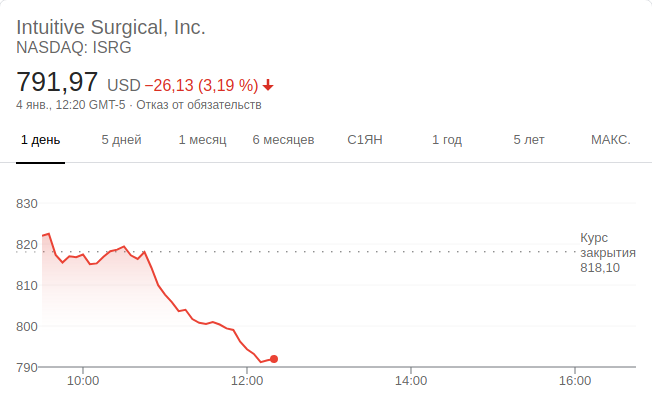 Intuitive Surgical, Inc.
NASDAQ: ISRG
791,97 USD −26,13 (3,19 %)
4 янв., 12:20 GMT-5 · Отказ от обязательств
1 день 5 дней 1 месяц 6 месяцев С1ЯН 1 год 5 лет МАКС.
830
820
810
800
790
Курс
закрытия
818,10
10:00 12:00 14:00 16:00